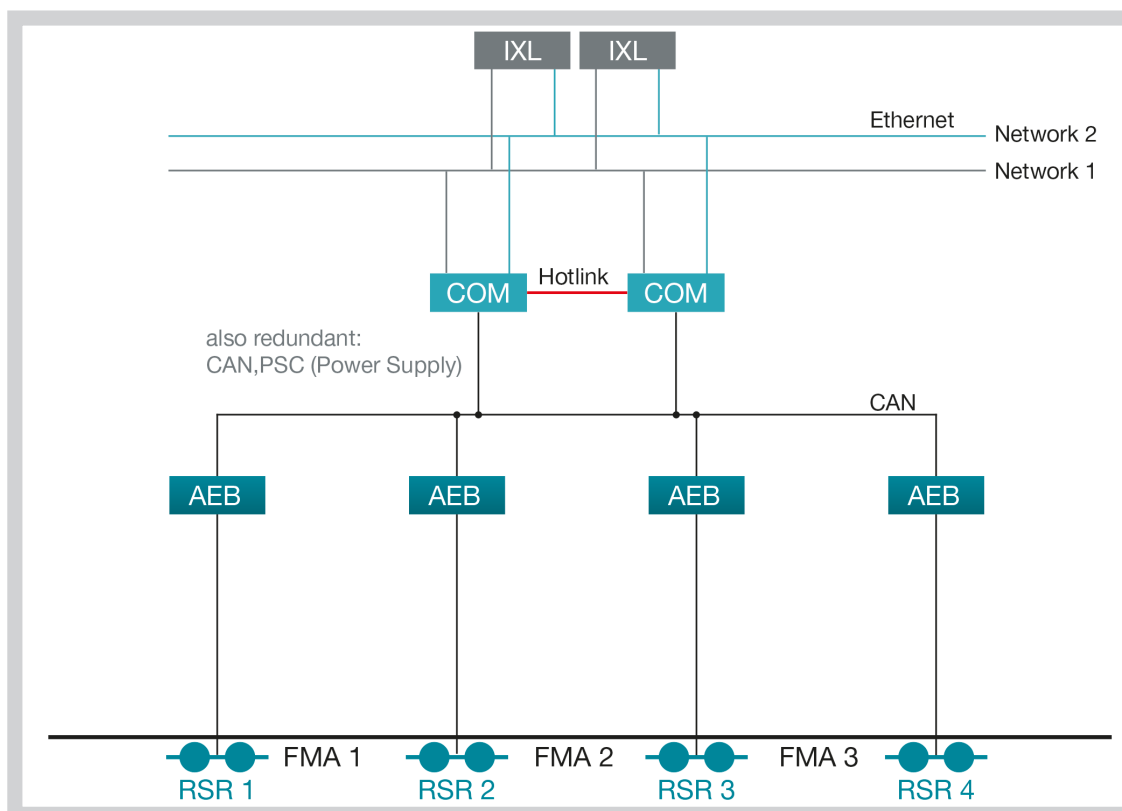 IXL
IXL
Ethernet
Network 2
Network 1
Hotlink
COM
COM
also redundant:
CAN,PSC (Power Supply)
CAN
AEB
AEB
AEB
AEB
FMA 1
FMA 2
FMA 3
RSR 1
RSR 2
RSR 3
RSR 4